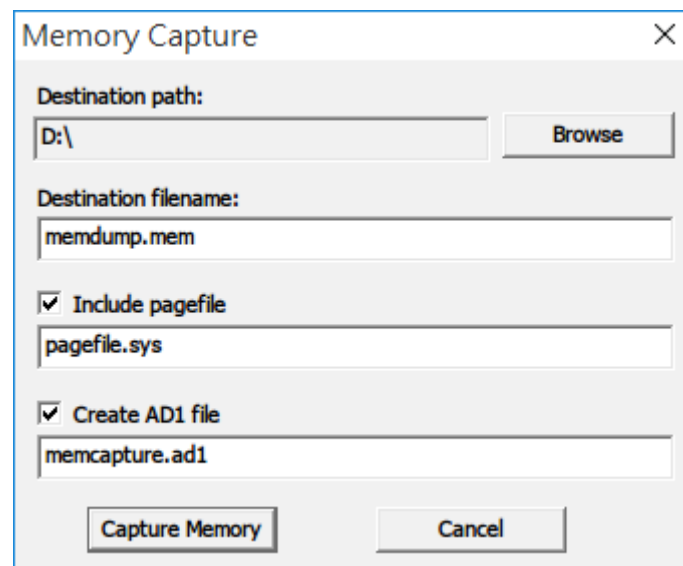 Memory Capture
Destination path:
D:\
Browse
Destination filename:
memdump.mem
Include pagefile
pagefile.sys
Create AD1 file
memcapture.ad1
Capture Memory
Cancel